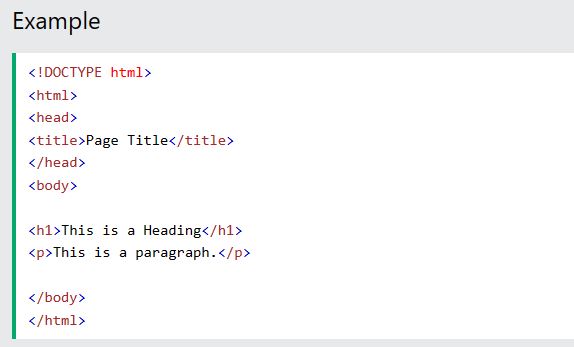 Example
<!DOCTYPE html>
<html>
<head>
<title>Page Title</title>
</head>
<body>
<h1>This is a Heading</h1>
<p>This is a paragraph.</p>
</body>
</html>